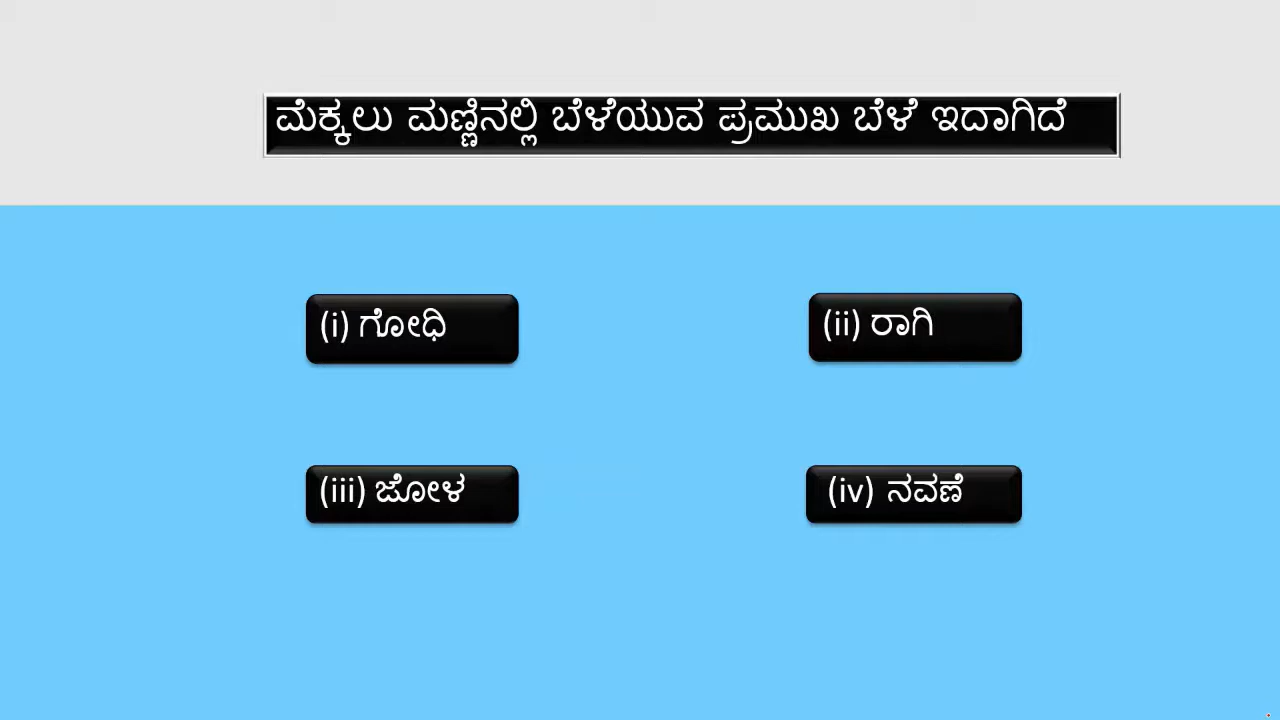 ಮೆಕ್ಕಲು ಮಣ್ಣಿನಲ್ಲಿ ಬೆಳೆಯುವ ಪ್ರಮುಖ ಬೆಳೆ ಇದಾಗಿದೆ
(i) ಗೋಧಿ
(ii) ರಾಗಿ
(iii) ಜೋಳ
(iv) ನವಣೆ